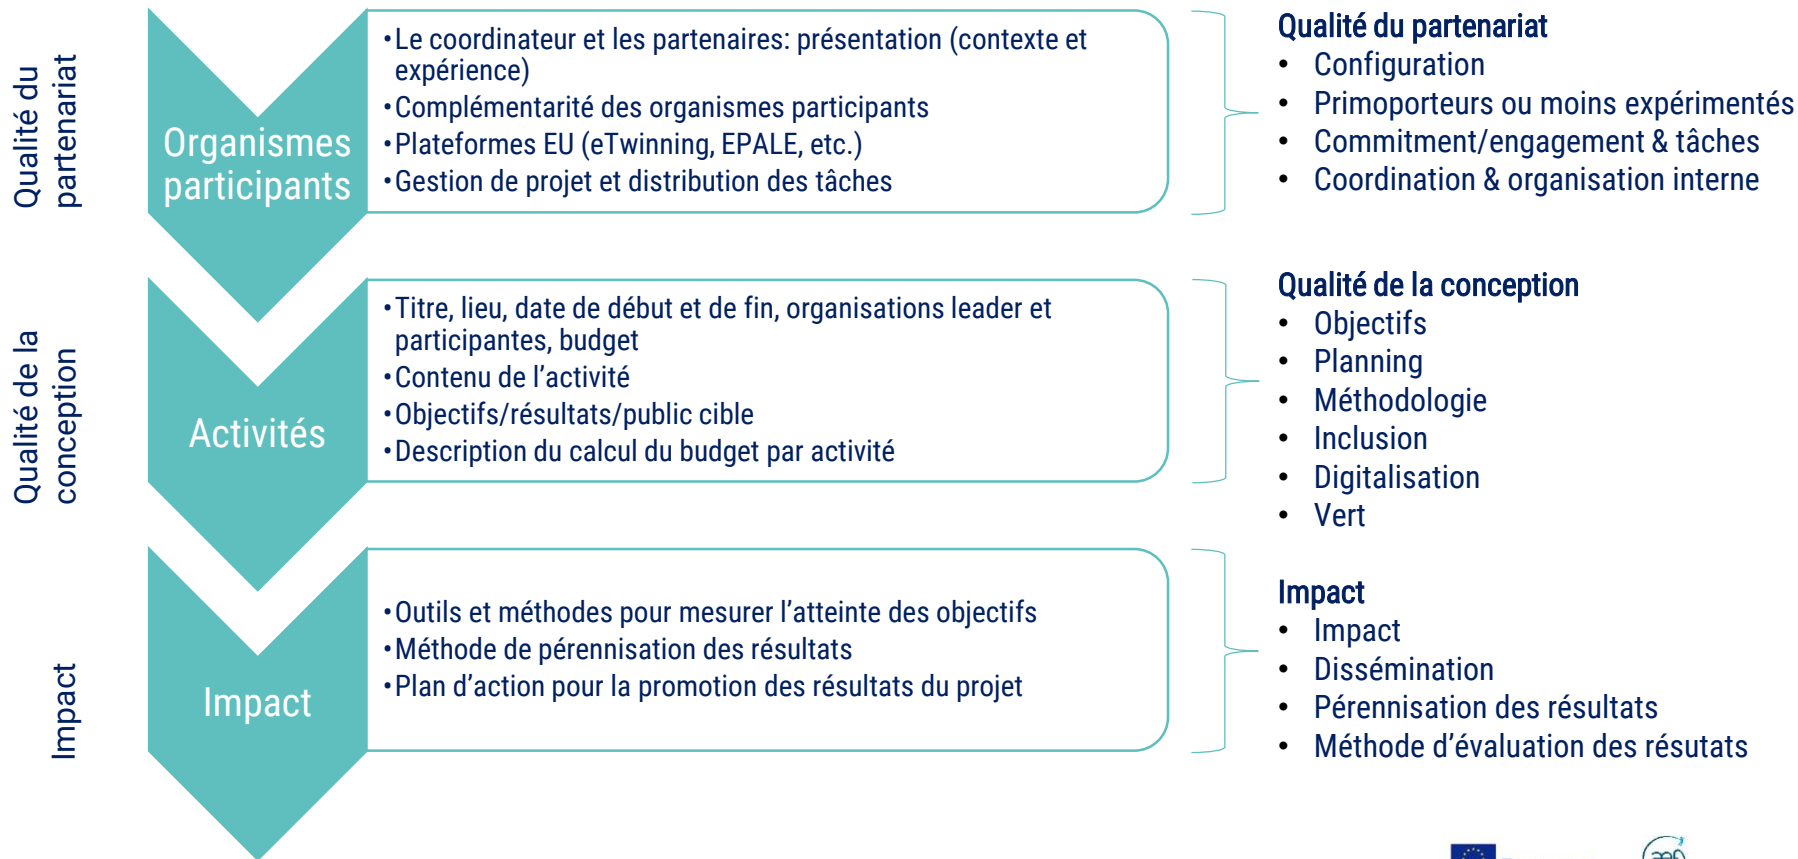 Qualité du
partenariat
Organismes
participants
•Le coordinateur et les partenaires: présentation (contexte et
expérience)
•Complémentarité des organismes participants
•Plateformes EU (eTwinning, EPALE, etc.)
•Gestion de projet et distribution des tâches
Qualité du partenariat
• Configuration
• Primoporteurs ou moins expérimentés
• Commitment/engagement & tâches
• Coordination & organisation interne
Qualité de la
conception
Activités
•Titre, lieu, date de début et de fin, organisations leader et
participantes, budget
•Contenu de l’activité
•Objectifs/résultats/public cible
•Description du calcul du budget par activité
Qualité de la conception
• Objectifs
• Planning
• Méthodologie
• Inclusion
• Digitalisation
• Vert
Impact
Impact
•Outils et méthodes pour mesurer l’atteinte des objectifs
•Méthode de pérennisation des résultats
•Plan d’action pour la promotion des résultats du projet
Impact
• Impact
• Dissémination
• Pérennisation des résultats
• Méthode d’évaluation des résutats